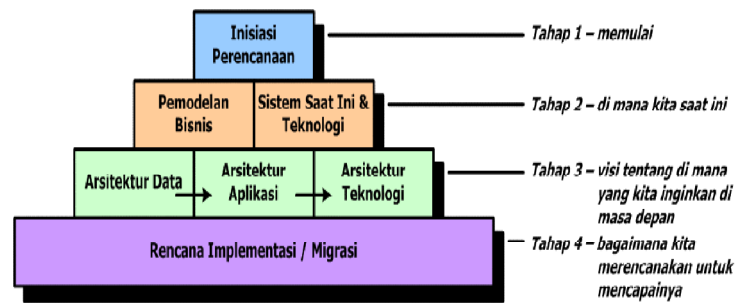 Inisiasi
Perencanaan
Tahap 1 – memulai
Pemodelan
Bisnis
Sistem Saat Ini &
Teknologi
Tahap 2 – di mana kita saat ini
Arsitektur Data
Arsitektur
Aplikasi
Arsitektur
Teknologi
Tahap 3 – visi tentang di mana
yang kita inginkan di
masa depan
Rencana Implementasi / Migrasi
Tahap 4 – bagaimana kita
merencanakan untuk
mencapainya